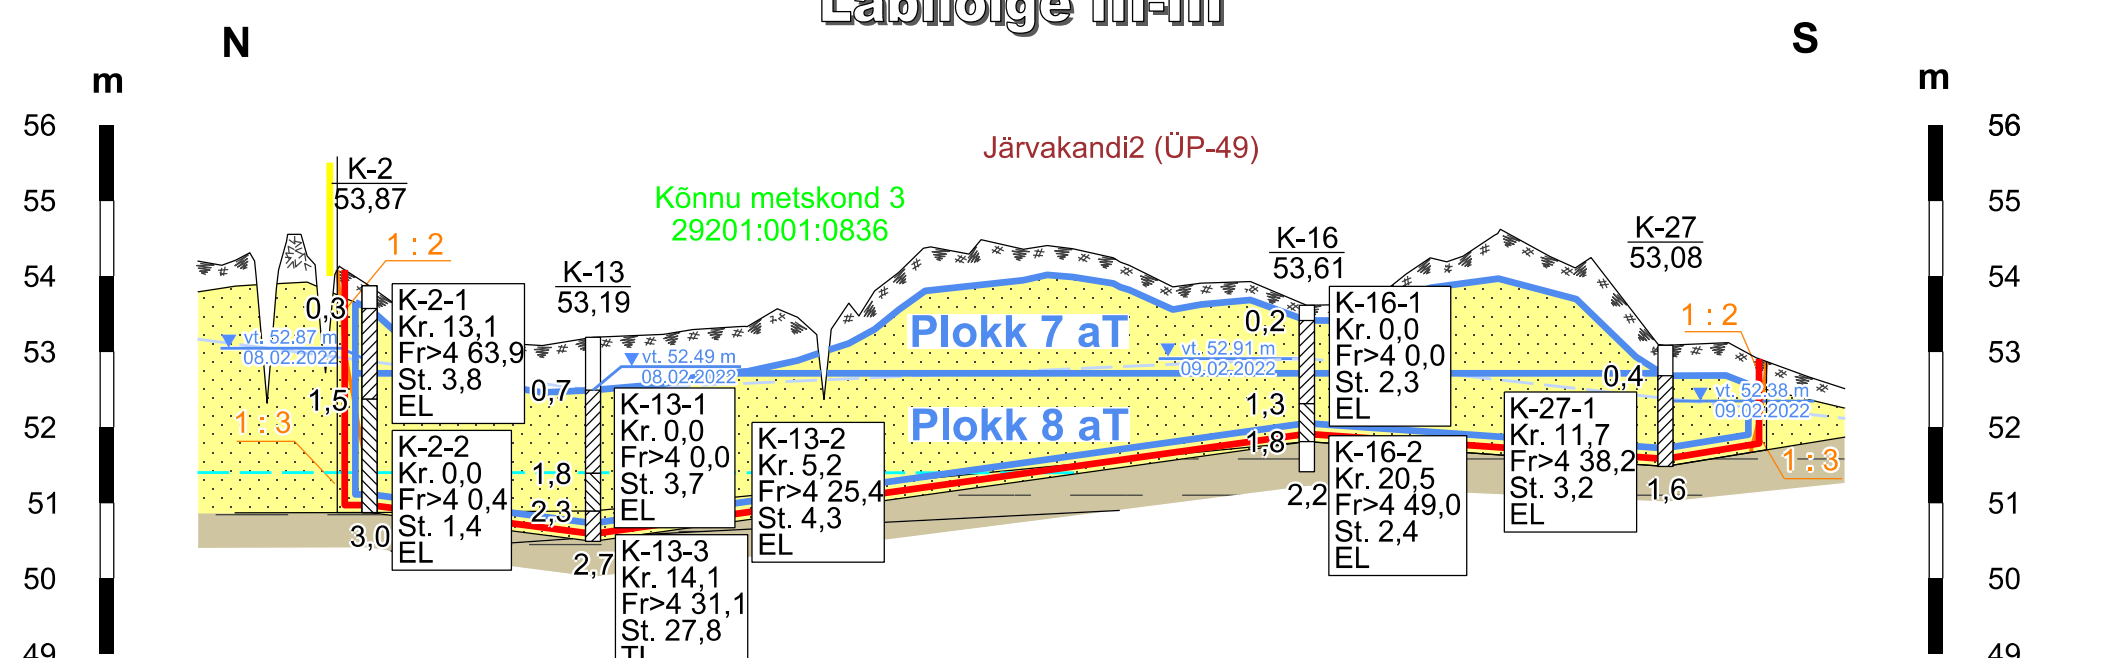 Läbilõige III-III
N
S
m
m
56
55
54
53
52
51
50
49
56
55
54
53
52
51
50
49
Järvakandi2 (ÜP-49)
Kõnnu metskond 3
29201:001:0836
K-2
53,87
1 : 2
0,3
vt. 52.87 m
08.02.2022
1,5
1 : 3
3,0
K-2-1
Kr. 13,1
Fr>4 63,9
St. 3,8
EL
K-2-2
Kr. 0,0
Fr>4 0,4
St. 1,4
EL
K-13
53,19
vt. 52.49 m
08.02.2022
0,7
1,8
2,3
2,7
K-13-1
Kr. 0,0
Fr>4 0,0
St. 3,7
EL
K-13-2
Kr. 5,2
Fr>4 25,4
St. 4,3
EL
K-13-3
Kr. 14,1
Fr>4 31,1
St. 27,8
TL
Plokk 7 aT
Plokk 8 aT
K-16
53,61
0,2
vt. 52.91 m
09.02.2022
1,3
1,8
2,2
K-16-1
Kr. 0,0
Fr>4 0,0
St. 2,3
EL
K-16-2
Kr. 20,5
Fr>4 49,0
St. 2,4
EL
K-27
53,08
1 : 2
0,4
vt. 52.38 m
09.02.2022
K-27-1
Kr. 11,7
Fr>4 38,2
St. 3,2
EL
1,6
1 : 3